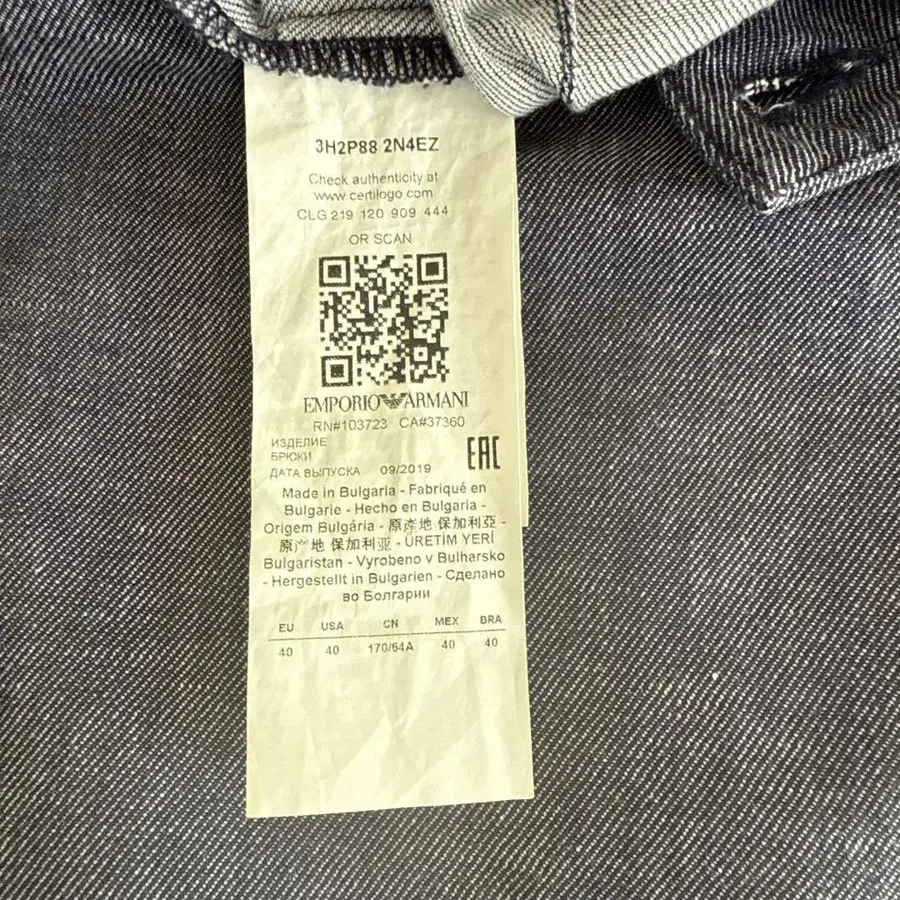 3H2P88 2N4EZ
Check authenticity at
www.certilogo.com
CLG 219 120 909 444
OR SCAN
EMPORIO ARMANI
RN#103723 CA#37360
ИЗДЕЛИЕ
БРЮКИ
EAC
ДАТА ВЫПУСКА 09/2019
Made in Bulgaria - Fabriqué en
Bulgarie - Hecho en Bulgaria -
Origem Bulgária - 原產地 保加利亞 -
原产地 保加利亚 - ÜRETİM YERİ
Bulgaristan - Vyrobeno v Bulharsko
- Hergestellt in Bulgarien - Сделано
во Болгарии
EU USA CN MEX BRA
40 40 170/64A 40 40